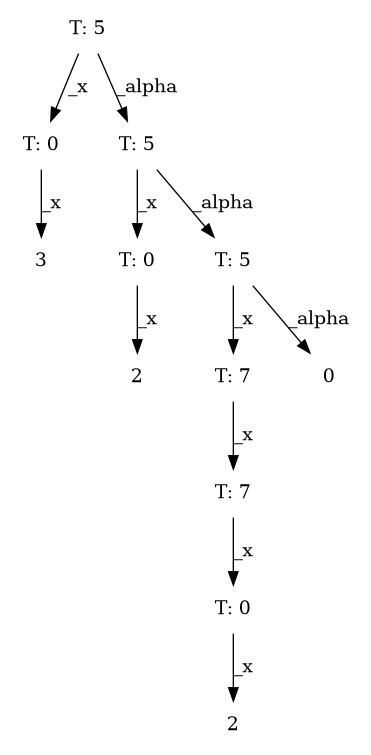 T: 5
_x _alpha
T: 0 T: 5
_x _x _alpha
3 T: 0 T: 5
_x _x _alpha
2 T: 7 0
_x
T: 7
_x
T: 0
_x
2